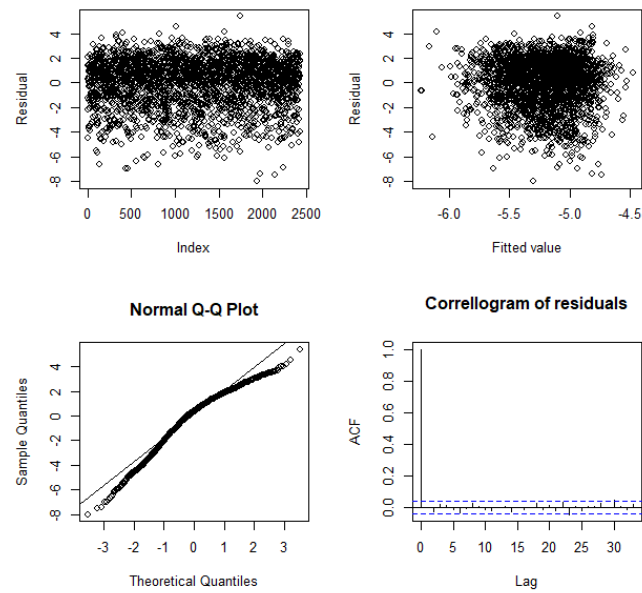 4
2
0
-2
-4
-6
-8
Residual
0 500 1000 1500 2000 2500
Index
4
2
0
-2
-4
-6
-8
Residual
-6.0 -5.5 -5.0 -4.5
Fitted value
Normal Q-Q Plot
4
2
0
-2
-4
-6
-8
Sample Quantiles
-3 -2 -1 0 1 2 3
Theoretical Quantiles
Correllogram of residuals
1.0
0.8
0.6
0.4
0.2
0.0
ACF
0 5 10 15 20 25 30
Lag